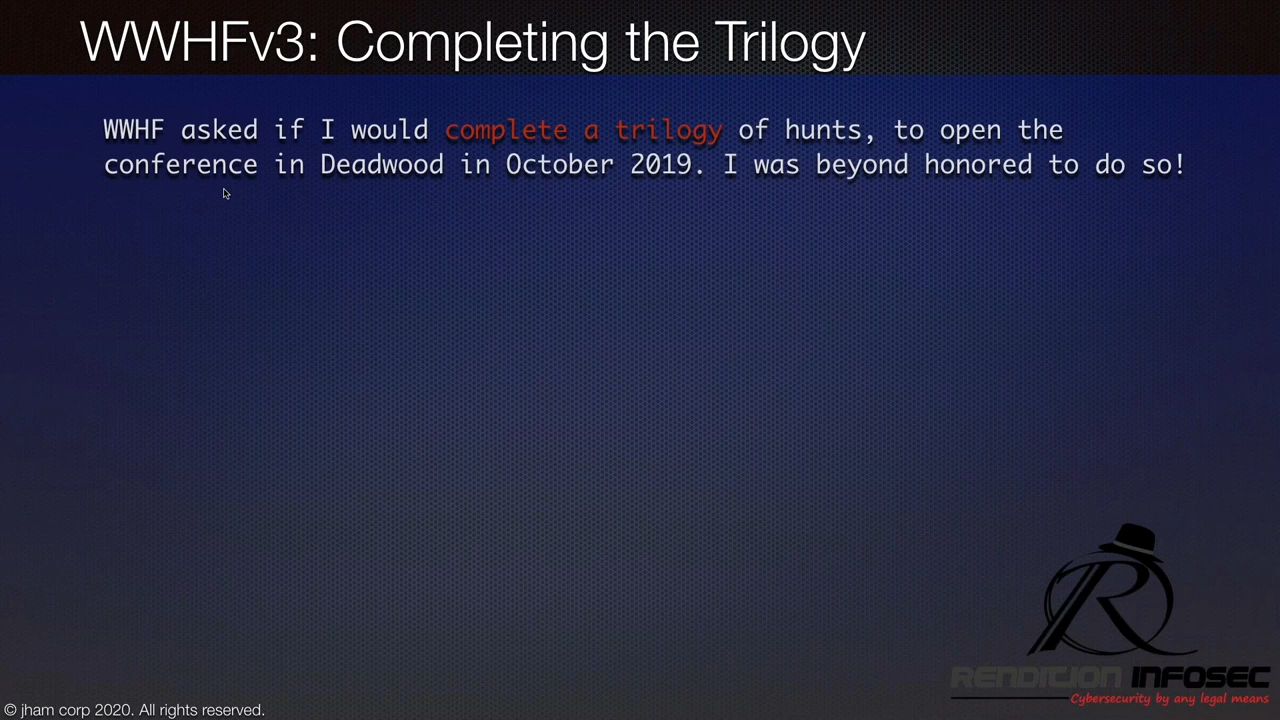 WWHFv3: Completing the Trilogy
WWHF asked if I would complete a trilogy of hunts, to open the
conference in Deadwood in October 2019. I was beyond honored to do so!
R
RENDITION INFOSEC
Cybersecurity by any legal means
© jham corp 2020. All rights reserved.